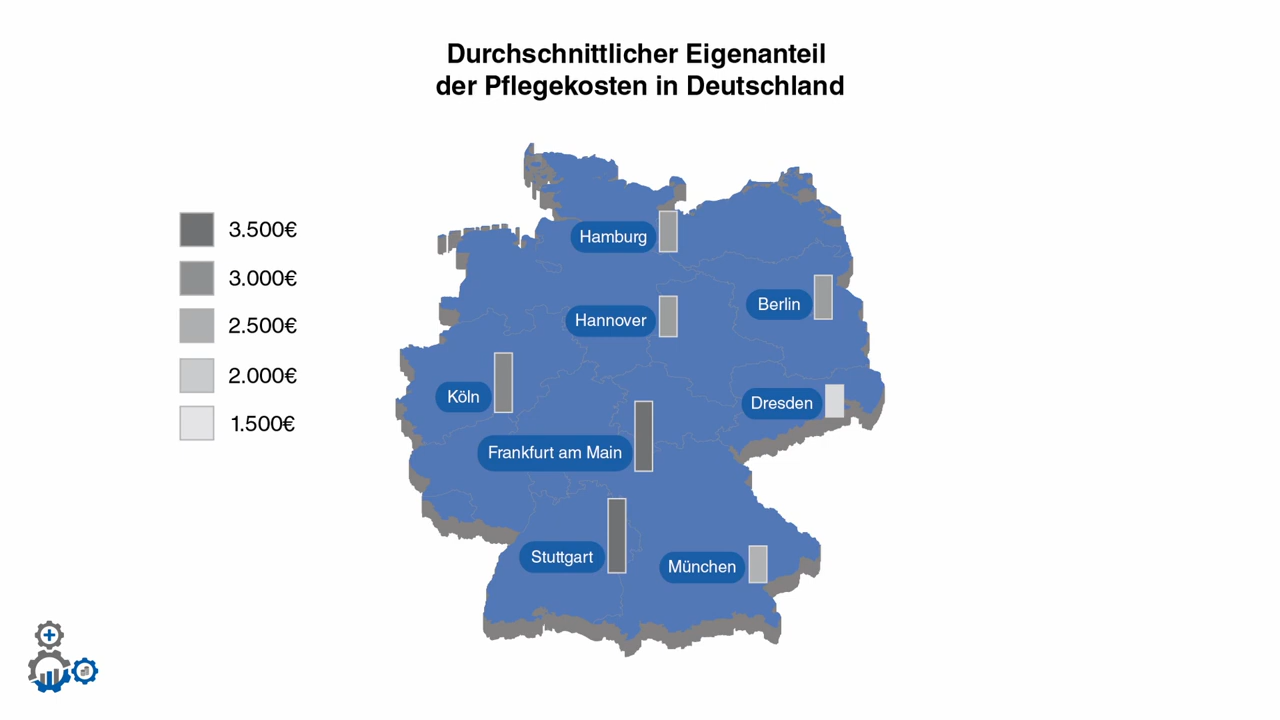 Durchschnittlicher Eigenanteil
der Pflegekosten in Deutschland
3.500€
3.000€
2.500€
2.000€
1.500€
Hamburg
Berlin
Hannover
Köln
Dresden
Frankfurt am Main
Stuttgart
München